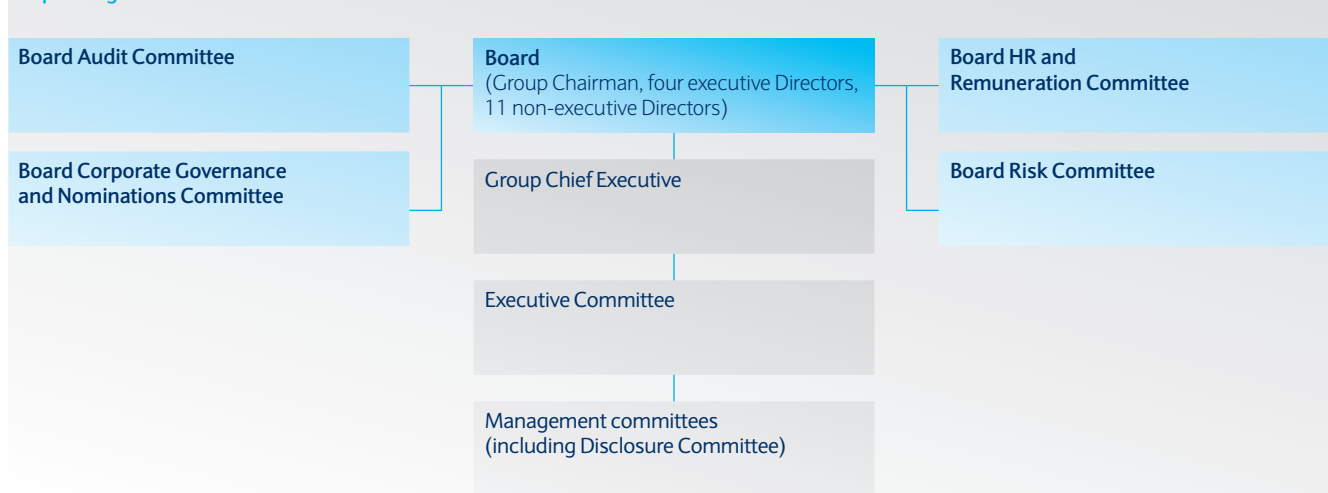 Board Audit Committee
Board
(Group Chairman, four executive Directors,
11 non-executive Directors)
Board HR and
Remuneration Committee
Board Corporate Governance
and Nominations Committee
Group Chief Executive
Board Risk Committee
Executive Committee
Management committees
(including Disclosure Committee)